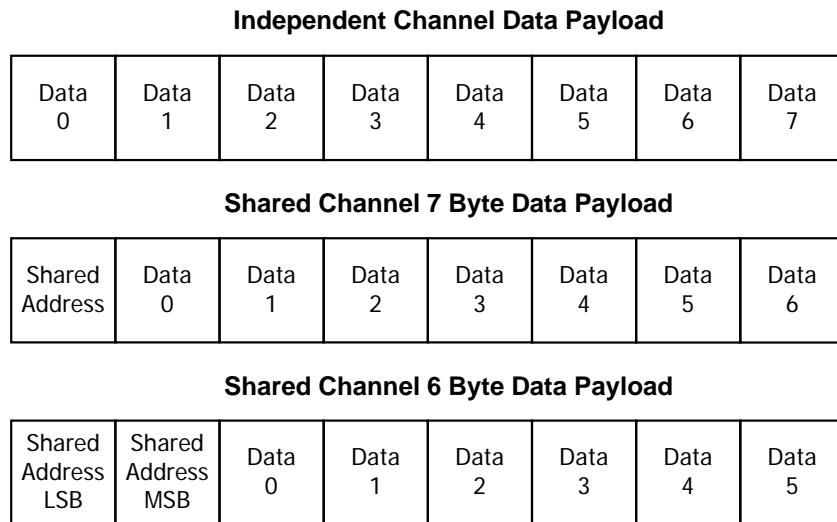 Independent Channel Data Payload
Data Data Data Data Data Data Data Data
0 1 2 3 4 5 6 7
Shared Channel 7 Byte Data Payload
Shared Data Data Data Data Data Data Data
Address 0 1 2 3 4 5 6
Shared Channel 6 Byte Data Payload
Shared Shared
Address Address Data Data Data Data Data Data
LSB MSB 0 1 2 3 4 5